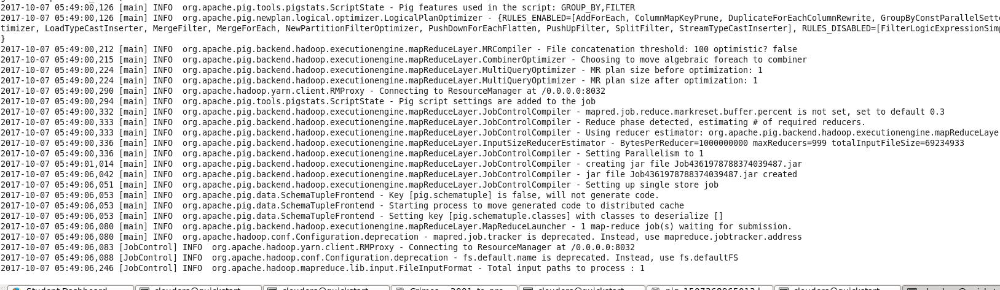 2017-10-07 05:49:00,126 [main] INFO  org.apache.pig.tools.pigstats.ScriptState - Pig features used in the script: GROUP_BY,FILTER
2017-10-07 05:49:00,126 [main] INFO  org.apache.pig.newplan.logical.optimizer.LogicalPlanOptimizer - {RULES_ENABLED=[AddForEach, ColumnMapKeyPrune, DuplicateForEachColumnRewrite, GroupByConstParallelSette
timizer, LoadTypeCastInserter, MergeFilter, MergeForEach, NewPartitionFilterOptimizer, PushDownForEachFlatten, PushUpFilter, SplitFilter, StreamTypeCastInserter], RULES_DISABLED=[FilterLogicExpressionSimp
}
2017-10-07 05:49:00,212 [main] INFO  org.apache.pig.backend.hadoop.executionengine.mapReduceLayer.MRCompiler - File concatenation threshold: 100 optimistic? false
2017-10-07 05:49:00,215 [main] INFO  org.apache.pig.backend.hadoop.executionengine.mapReduceLayer.CombinerOptimizer - Choosing to move algebraic foreach to combiner
2017-10-07 05:49:00,224 [main] INFO  org.apache.pig.backend.hadoop.executionengine.mapReduceLayer.MultiQueryOptimizer - MR plan size before optimization: 1
2017-10-07 05:49:00,224 [main] INFO  org.apache.pig.backend.hadoop.executionengine.mapReduceLayer.MultiQueryOptimizer - MR plan size after optimization: 1
2017-10-07 05:49:00,290 [main] INFO  org.apache.hadoop.yarn.client.RMProxy - Connecting to ResourceManager at /0.0.0.0:8032
2017-10-07 05:49:00,294 [main] INFO  org.apache.pig.tools.pigstats.ScriptState - Pig script settings are added to the job
2017-10-07 05:49:00,332 [main] INFO  org.apache.pig.backend.hadoop.executionengine.mapReduceLayer.JobControlCompiler - mapred.job.reduce.markreset.buffer.percent is not set, set to default 0.3
2017-10-07 05:49:00,333 [main] INFO  org.apache.pig.backend.hadoop.executionengine.mapReduceLayer.JobControlCompiler - Reduce phase detected, estimating # of required reducers.
2017-10-07 05:49:00,333 [main] INFO  org.apache.pig.backend.hadoop.executionengine.mapReduceLayer.JobControlCompiler - Using reducer estimator: org.apache.pig.backend.hadoop.executionengine.mapReduceLaye
2017-10-07 05:49:00,336 [main] INFO  org.apache.pig.backend.hadoop.executionengine.mapReduceLayer.InputSizeReducerEstimator - BytesPerReducer=1000000000 maxReducers=999 totalInputFileSize=69234933
2017-10-07 05:49:00,336 [main] INFO  org.apache.pig.backend.hadoop.executionengine.mapReduceLayer.JobControlCompiler - Setting Parallelism to 1
2017-10-07 05:49:01,014 [main] INFO  org.apache.pig.backend.hadoop.executionengine.mapReduceLayer.JobControlCompiler - creating jar file Job4361978788374039487.jar
2017-10-07 05:49:06,042 [main] INFO  org.apache.pig.backend.hadoop.executionengine.mapReduceLayer.JobControlCompiler - jar file Job4361978788374039487.jar created
2017-10-07 05:49:06,051 [main] INFO  org.apache.pig.backend.hadoop.executionengine.mapReduceLayer.JobControlCompiler - Setting up single store job
2017-10-07 05:49:06,053 [main] INFO  org.apache.pig.data.SchemaTupleFrontend - Key [pig.schematuple] is false, will not generate code.
2017-10-07 05:49:06,053 [main] INFO  org.apache.pig.data.SchemaTupleFrontend - Starting process to move generated code to distributed cache
2017-10-07 05:49:06,053 [main] INFO  org.apache.pig.data.SchemaTupleFrontend - Setting key [pig.schematuple.classes] with classes to deserialize []
2017-10-07 05:49:06,080 [main] INFO  org.apache.pig.backend.hadoop.executionengine.mapReduceLayer.MapReduceLauncher - 1 map-reduce job(s) waiting for submission.
2017-10-07 05:49:06,080 [main] INFO  org.apache.hadoop.conf.Configuration.deprecation - mapred.job.tracker is deprecated. Instead, use mapreduce.jobtracker.address
2017-10-07 05:49:06,083 [JobControl] INFO  org.apache.hadoop.yarn.client.RMProxy - Connecting to ResourceManager at /0.0.0.0:8032
2017-10-07 05:49:06,088 [JobControl] INFO  org.apache.hadoop.conf.Configuration.deprecation - fs.default.name is deprecated. Instead, use fs.defaultFS
2017-10-07 05:49:06,246 [JobControl] INFO  org.apache.hadoop.mapreduce.lib.input.FileInputFormat - Total input paths to process : 1